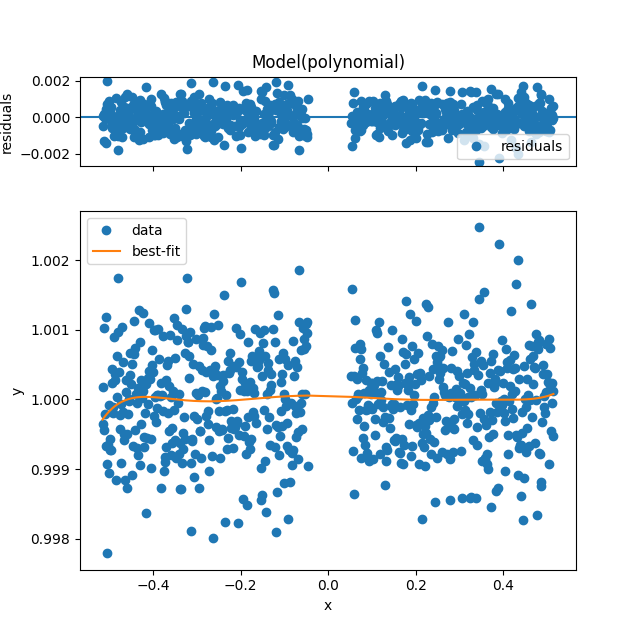 Model(polynomial)
residuals
0.002
0.000
−0.002
residuals
data
best-fit
y
1.002
1.001
1.000
0.999
0.998
−0.4
−0.2
0.0
0.2
0.4
x